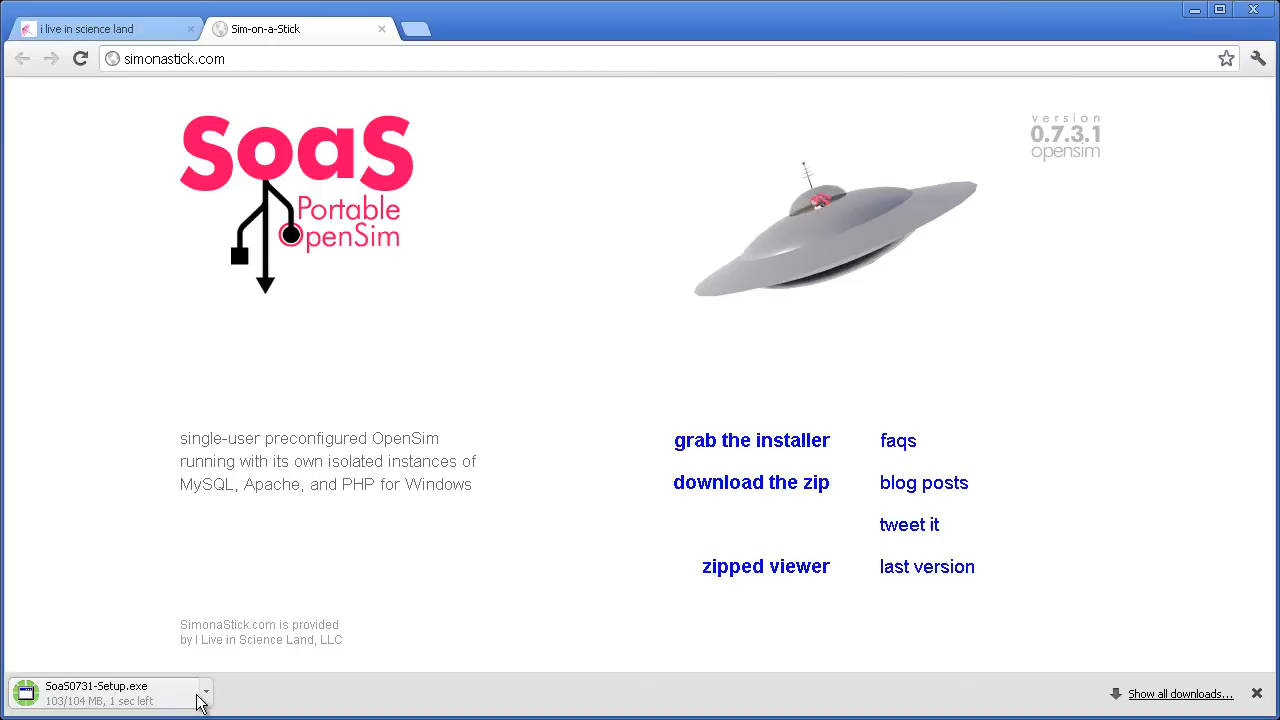 i live in science land
Sim-on-a-Stick
simonastick.com
SoaS
Portable
OpenSim
version
0.7.3.1
opensim
single-user preconfigured OpenSim
running with its own isolated instances of
MySQL, Apache, and PHP for Windows
grab the installer
download the zip
zipped viewer
faqs
blog posts
tweet it
last version
SimonaStick.com is provided
by I Live in Science Land, LLC
SoaS0731-Setup.exe
103/104 MB, 1 sec left
Show all downloads...